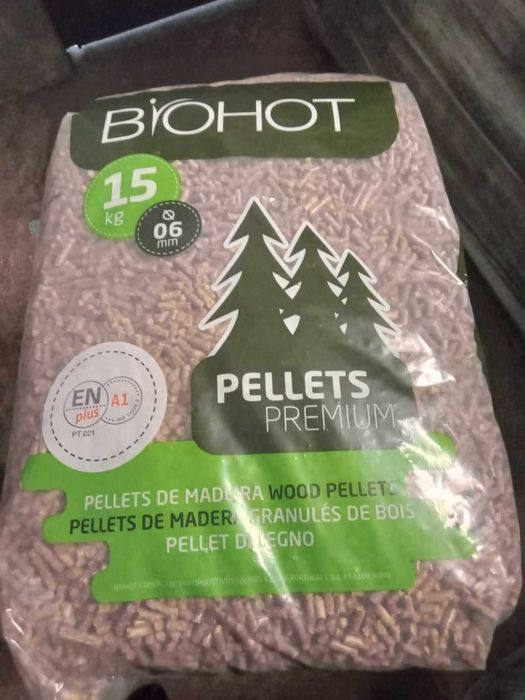 BIOHOT
15
kg
Ø
06
mm
EN
plus
A1
PT 021
PELLETS
PREMIUM
PELLETS DE MADEIRA WOOD PELLETS
PELLETS DE MADERA GRANULÉS DE BOIS
PELLET DI LEGNO